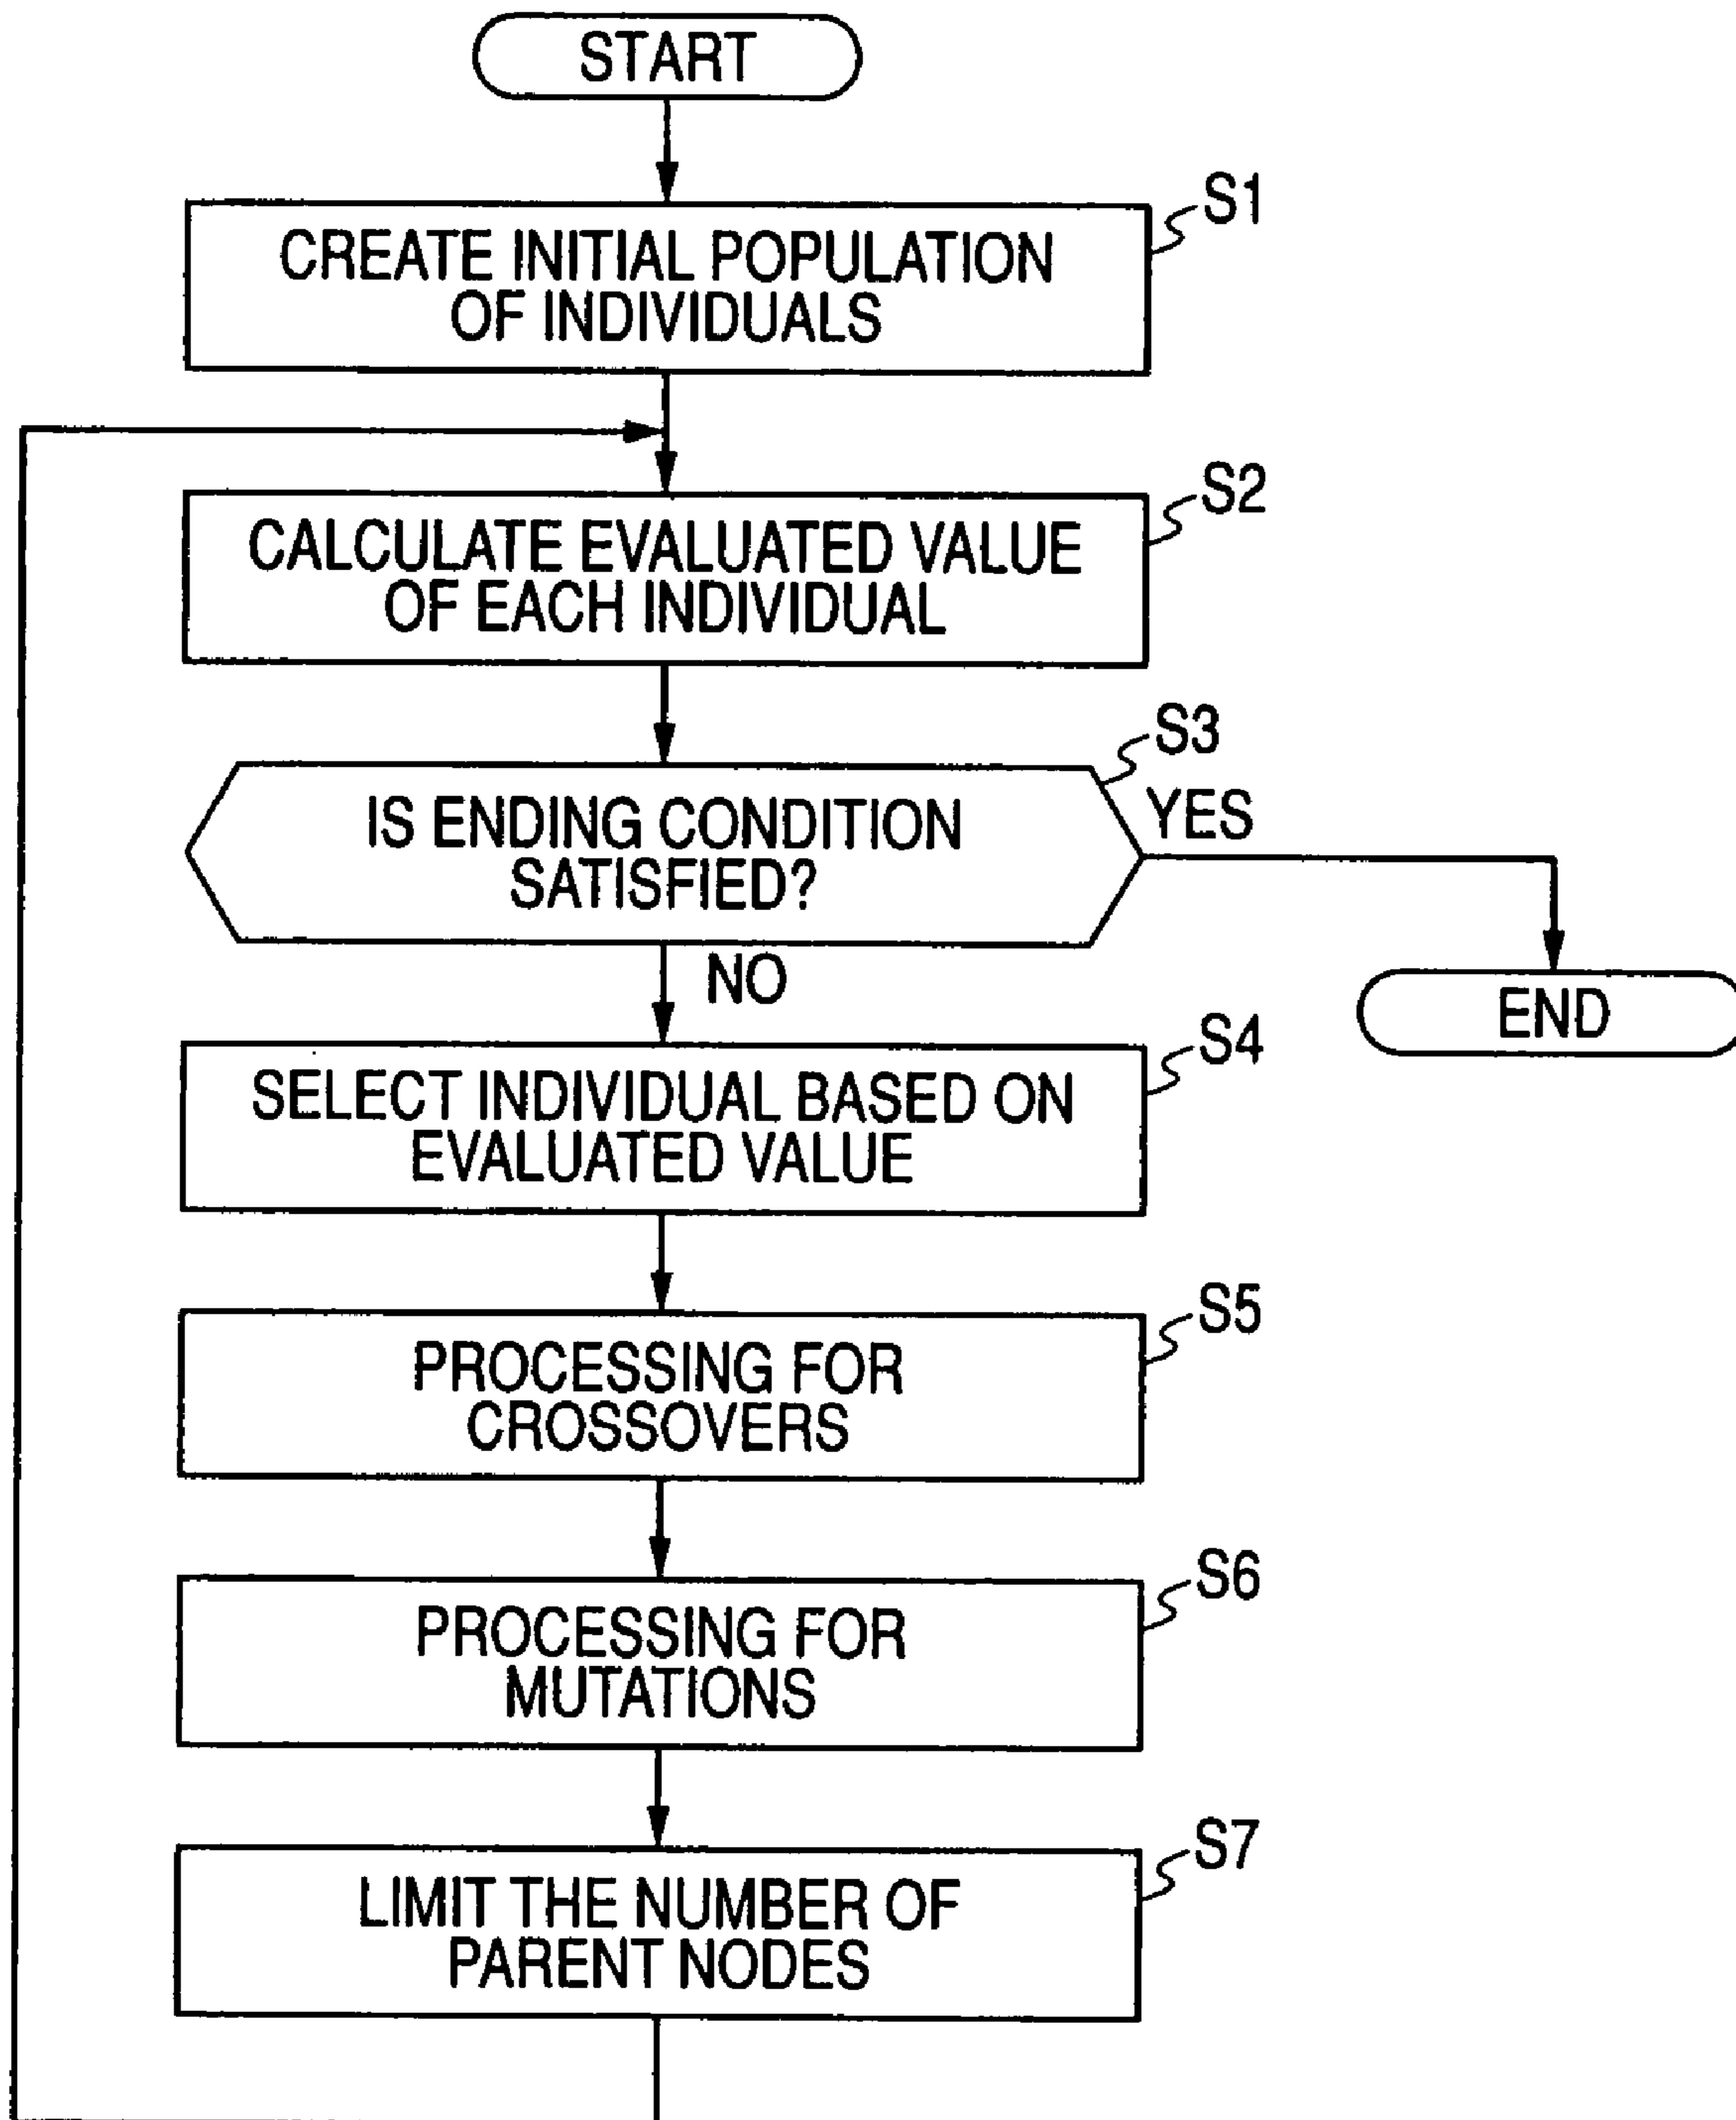 START
S1
CREATE INITIAL POPULATION
OF INDIVIDUALS
S2
CALCULATE EVALUATED VALUE
OF EACH INDIVIDUAL
S3
IS ENDING CONDITION
SATISFIED?
YES
NO
END
S4
SELECT INDIVIDUAL BASED ON
EVALUATED VALUE
S5
PROCESSING FOR
CROSSOVERS
S6
PROCESSING FOR
MUTATIONS
S7
LIMIT THE NUMBER OF
PARENT NODES